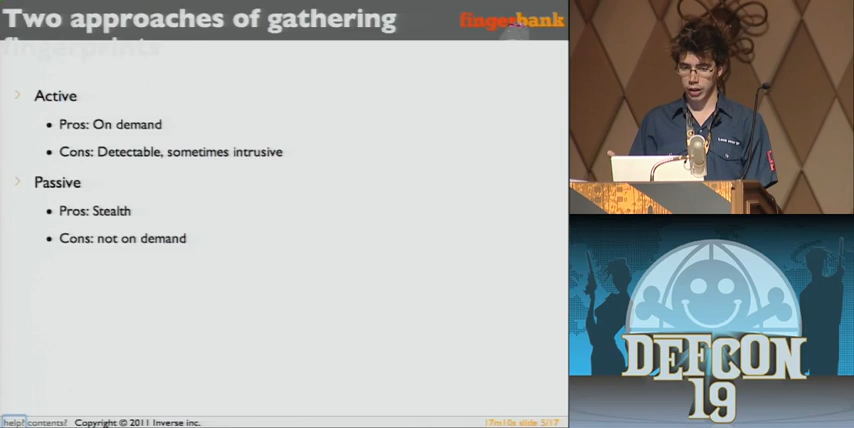 Two approaches of gathering
fingerprints
fingerbank
Active
Pros: On demand
Cons: Detectable, sometimes intrusive
Passive
Pros: Stealth
Cons: not on demand
help? contents? Copyright © 2011 Inverse inc.
17m10s slide 5/17
DEFCON
19